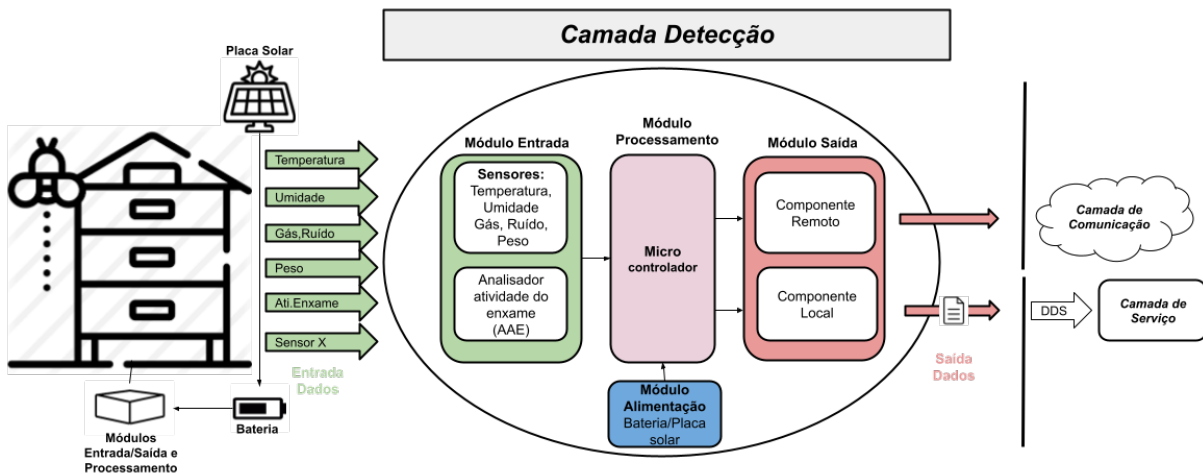 Camada Detecção
Placa Solar
Temperatura
Umidade
Gás,Ruído
Peso
Ati.Enxame
Sensor X
Entrada
Dados
Bateria
Módulos
Entrada/Saída e
Processamento
Módulo Entrada
Sensores:
Temperatura,
Umidade
Gás, Ruído,
Peso
Analisador
atividade do
enxame
(AAE)
Módulo
Processamento
Micro
controlador
Módulo
Alimentação
Bateria/Placa
solar
Módulo Saída
Componente
Remoto
Componente
Local
Saída
Dados
Camada de
Comunicação
DDS
Camada de
Serviço